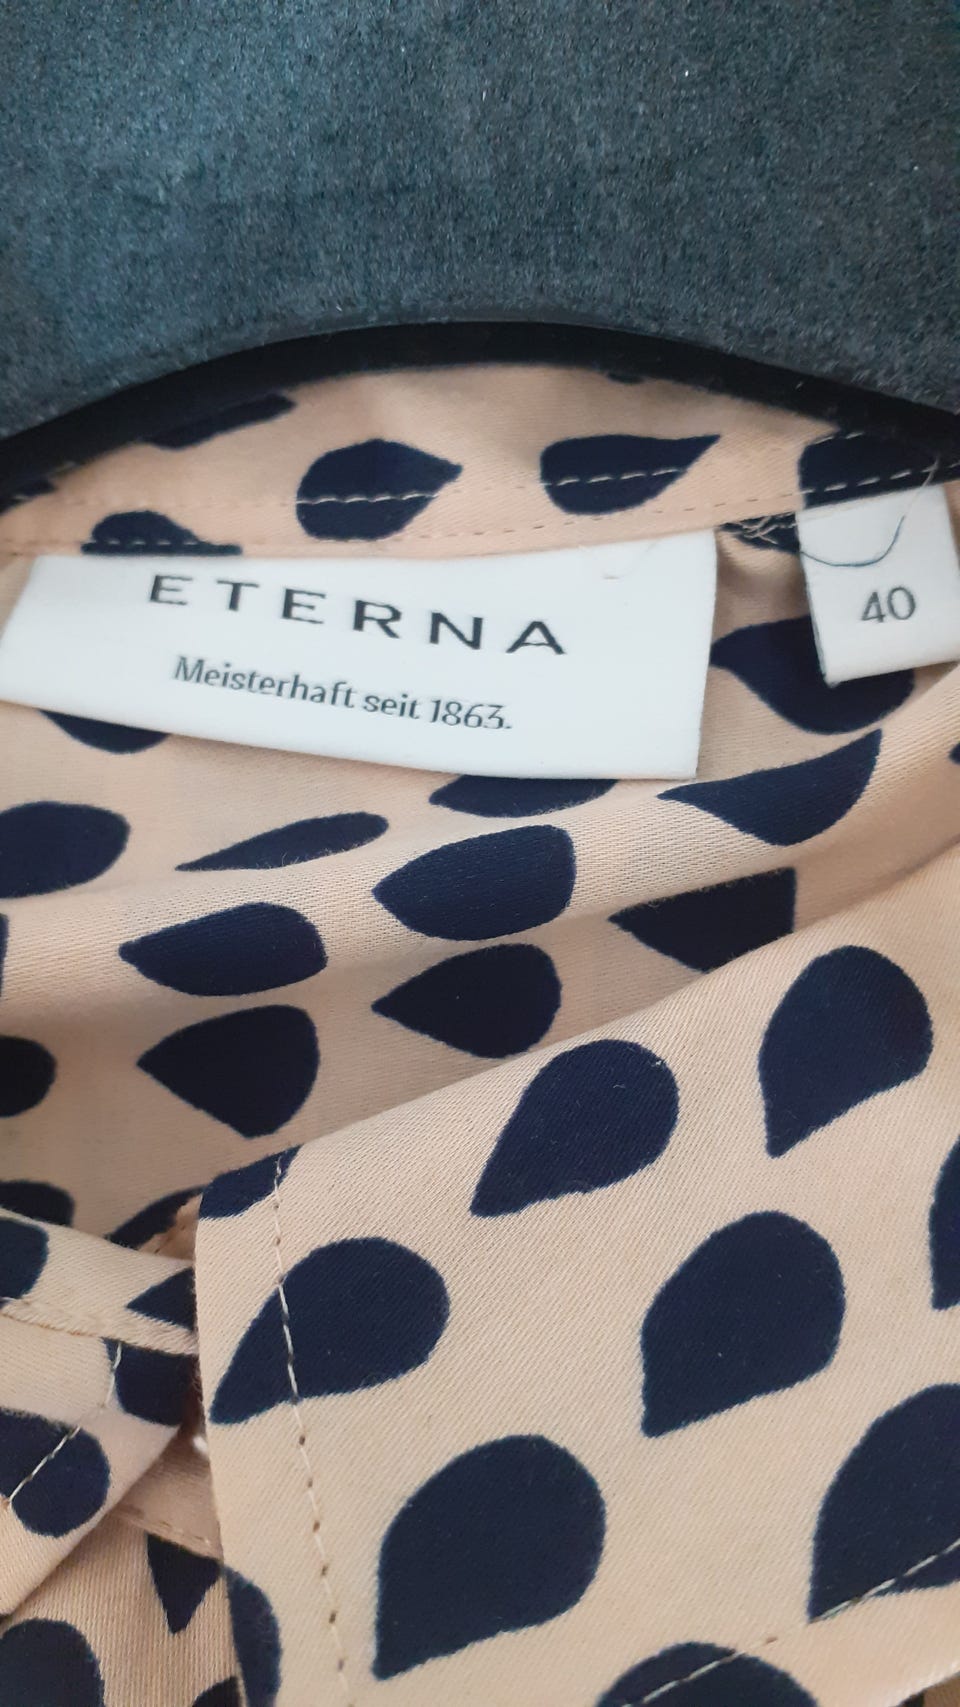 ETERNA
Meisterhaft seit 1863.
40